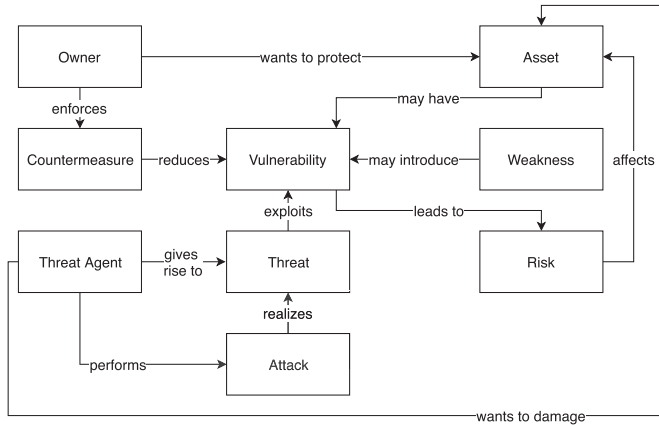 Owner
wants to protect
Asset
enforces
may have
Countermeasure
reduces
Vulnerability
may introduce
Weakness
affects
exploits
leads to
Threat Agent
gives
rise to
Threat
Risk
realizes
performs
Attack
wants to damage